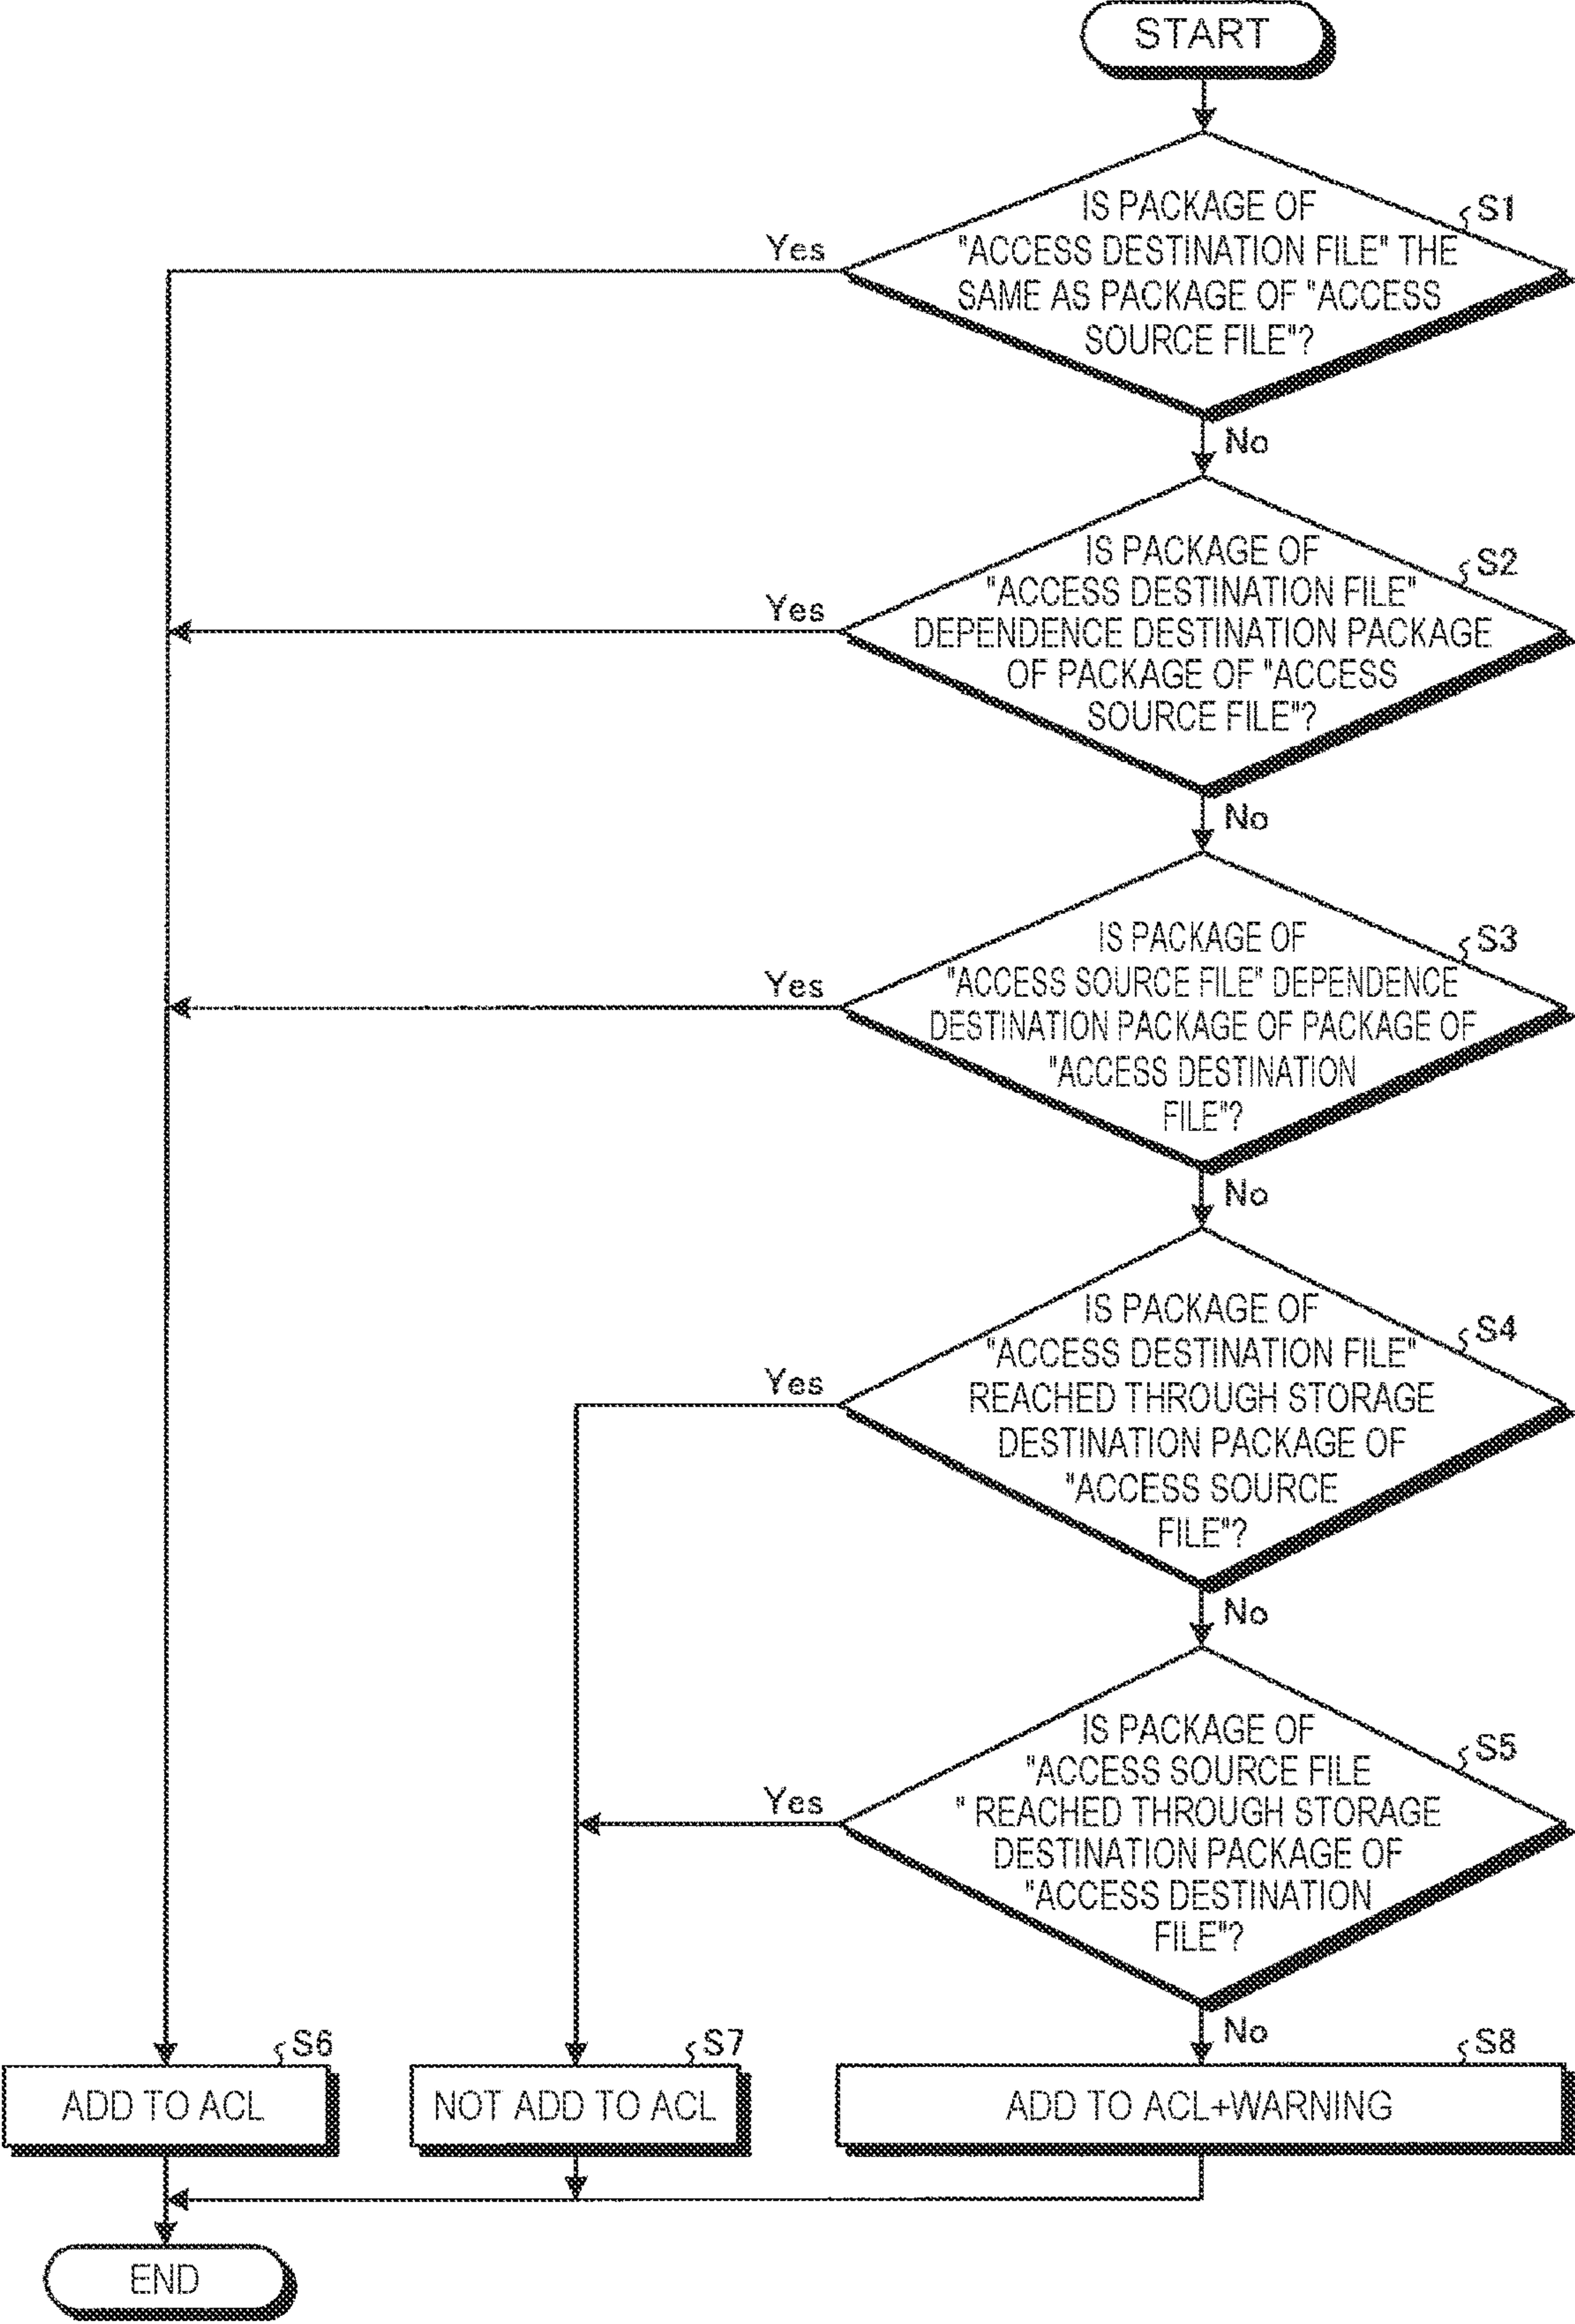 START
S1
IS PACKAGE OF
"ACCESS DESTINATION FILE" THE
SAME AS PACKAGE OF "ACCESS
SOURCE FILE"?
Yes
No
S2
IS PACKAGE OF
"ACCESS DESTINATION FILE"
DEPENDENCE DESTINATION PACKAGE
OF PACKAGE OF "ACCESS
SOURCE FILE"?
Yes
No
S3
IS PACKAGE OF
"ACCESS SOURCE FILE" DEPENDENCE
DESTINATION PACKAGE OF PACKAGE OF
"ACCESS DESTINATION
FILE"?
Yes
No
S4
IS PACKAGE OF
"ACCESS DESTINATION FILE"
REACHED THROUGH STORAGE
DESTINATION PACKAGE OF
"ACCESS SOURCE
FILE"?
Yes
No
S5
IS PACKAGE OF
"ACCESS SOURCE FILE
" REACHED THROUGH STORAGE
DESTINATION PACKAGE OF
"ACCESS DESTINATION
FILE"?
Yes
No
S6
ADD TO ACL
S7
NOT ADD TO ACL
S8
ADD TO ACL+WARNING
END